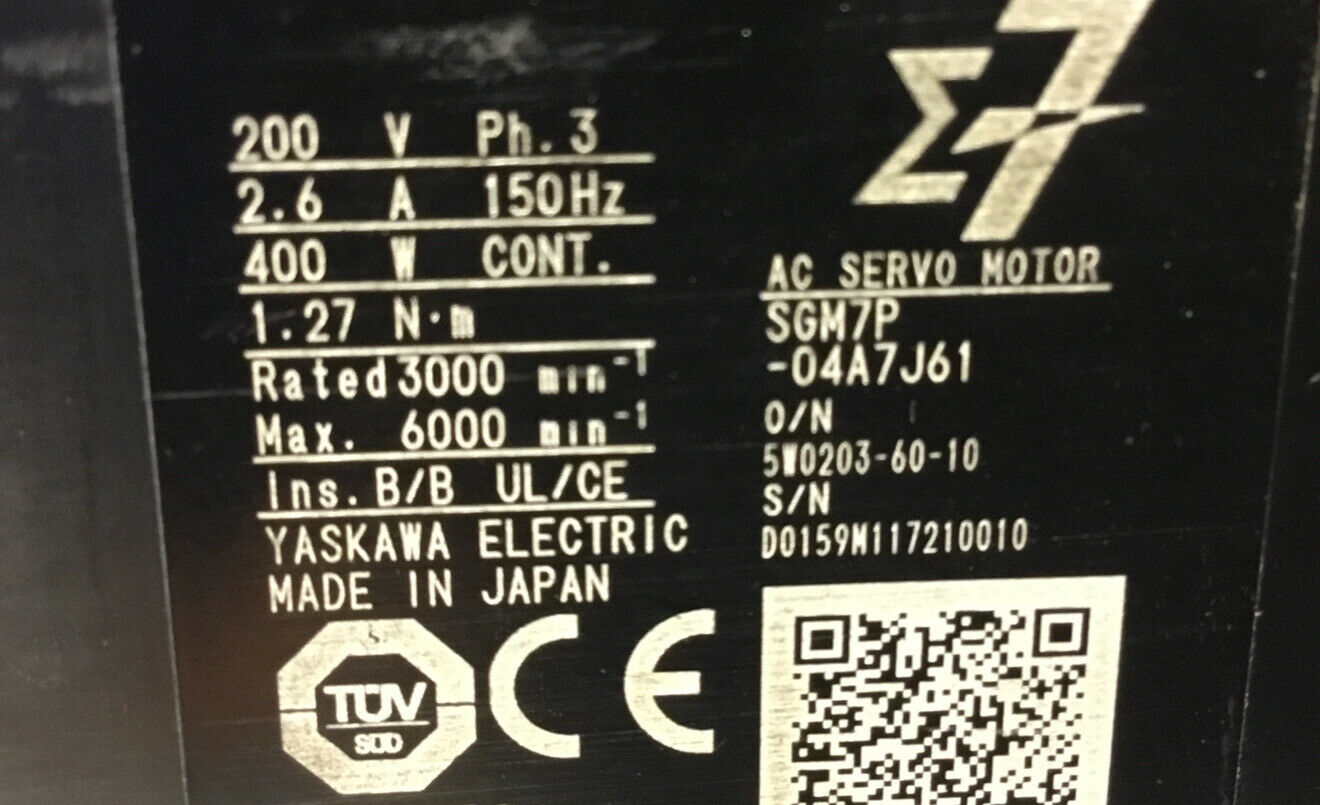 200 V Ph. 3
2.6 A 150Hz
400 W CONT.
1.27 N·m
Rated 3000 min⁻¹
Max. 6000 min⁻¹
Ins. B/B UL/CE
YASKAWA ELECTRIC
MADE IN JAPAN
TÜV
SÜD
CE
Σ7
AC SERVO MOTOR
SGM7P
-04A7J61
O/N
5W0203-60-10
S/N
D0159M117210010